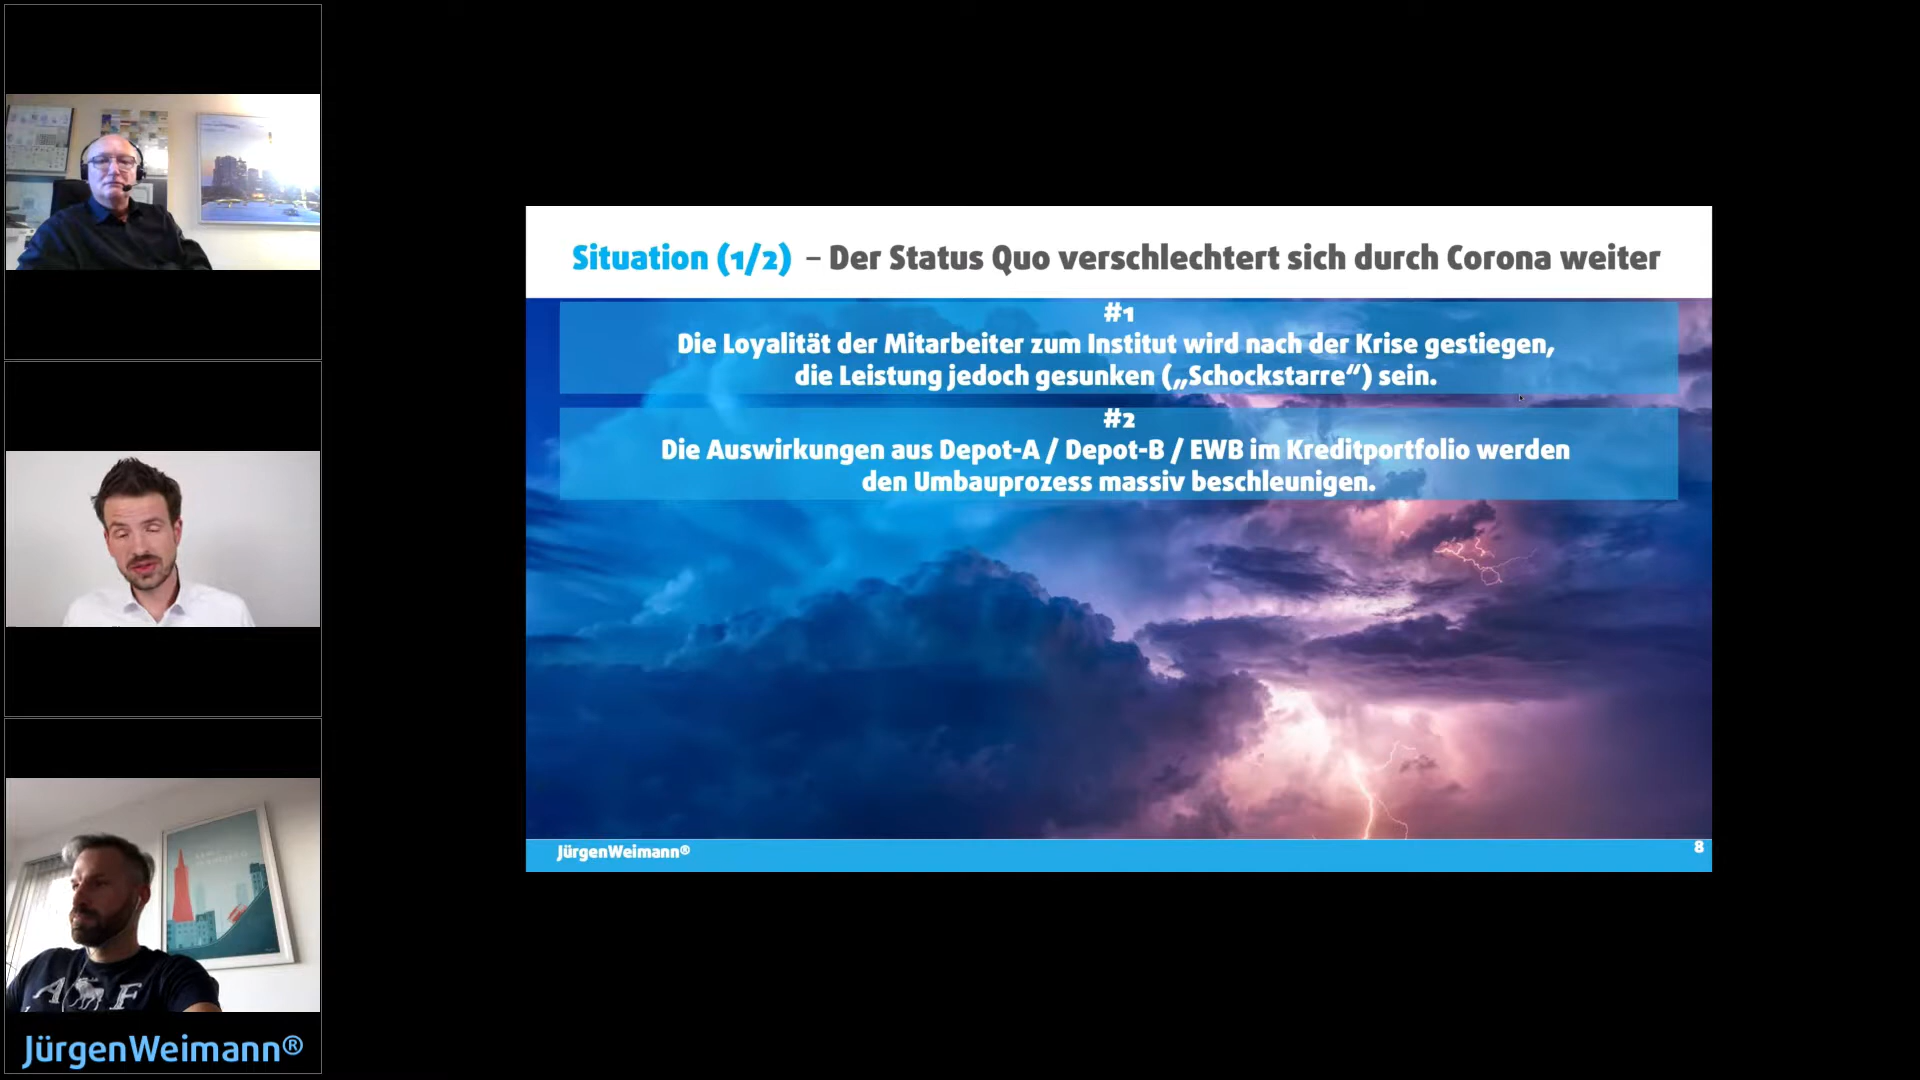 Situation (1/2) – Der Status Quo verschlechtert sich durch Corona weiter
#1
Die Loyalität der Mitarbeiter zum Institut wird nach der Krise gestiegen,
die Leistung jedoch gesunken („Schockstarre“) sein.
#2
Die Auswirkungen aus Depot-A / Depot-B / EWB im Kreditportfolio werden
den Umbauprozess massiv beschleunigen.
JürgenWeimann®
8
A F
JürgenWeimann®